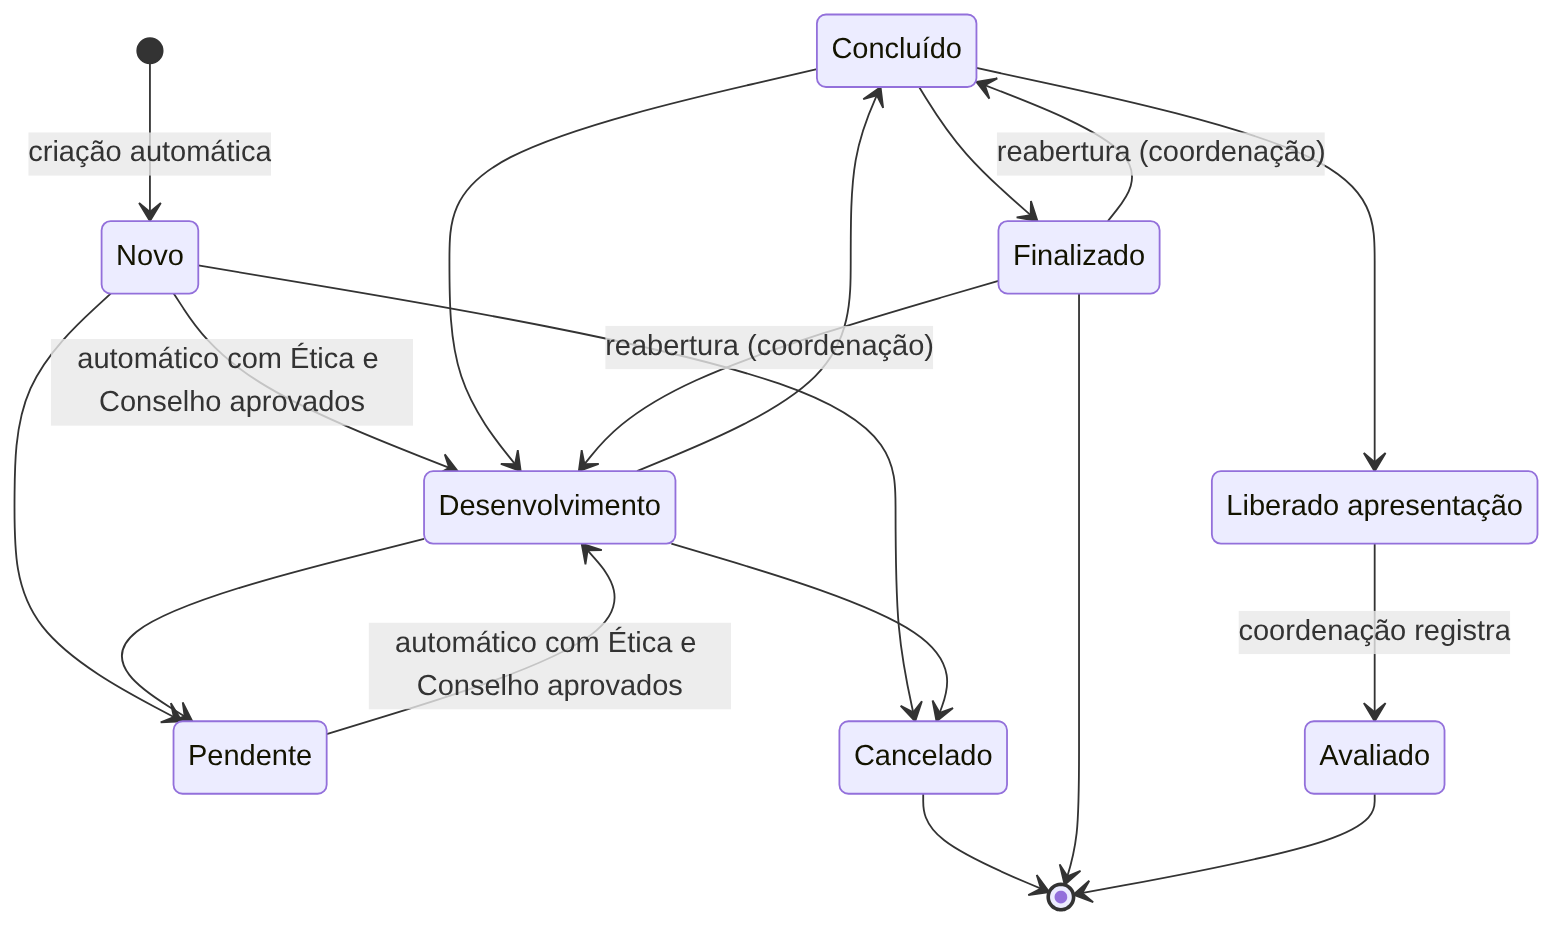 Concluído
criação automática
reabertura (coordenação)
Novo
Finalizado
automático com Ética e
Conselho aprovados
reabertura (coordenação)
Desenvolvimento
Liberado apresentação
automático com Ética e
Conselho aprovados
coordenação registra
Pendente
Cancelado
Avaliado